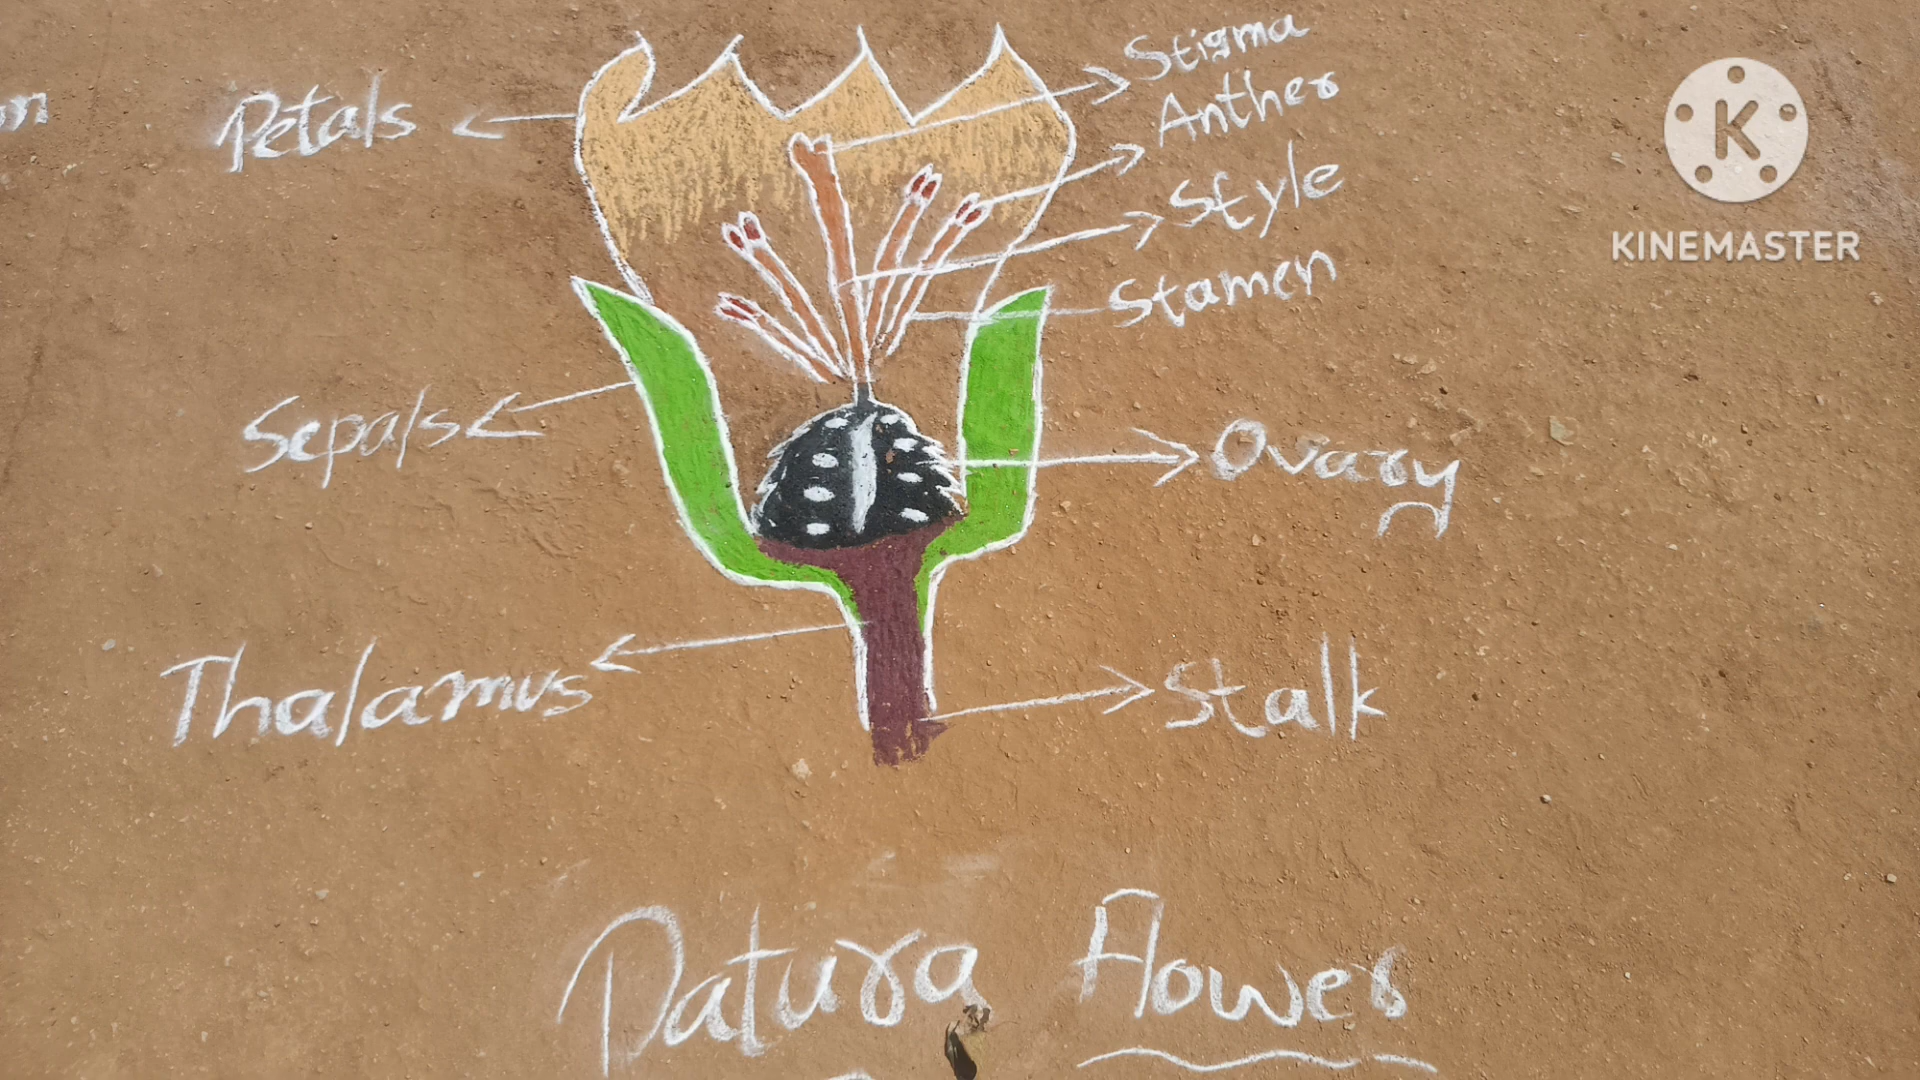 Stigma
Anther
Petals
Style
Stamen
Sepals
Ovary
Thalamus
Stalk
Datura Flower
K
KINEMASTER